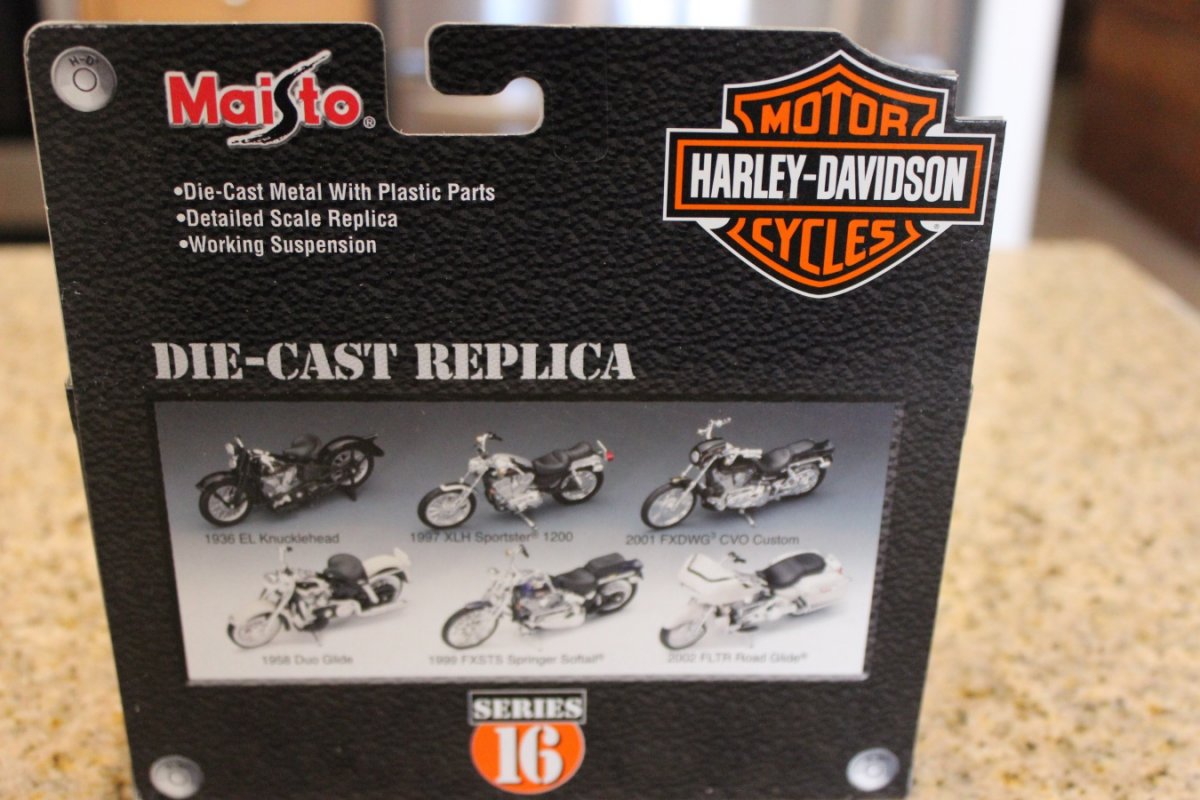 H-D
Maisto®
MOTOR
HARLEY-DAVIDSON
CYCLES
®
•Die-Cast Metal With Plastic Parts
•Detailed Scale Replica
•Working Suspension
DIE-CAST REPLICA
1936 EL Knucklehead
1997 XLH Sportster® 1200
2001 FXDWG³ CVO Custom
1958 Duo Glide
1999 FXSTS Springer Softail®
2002 FLTR Road Glide®
SERIES
16